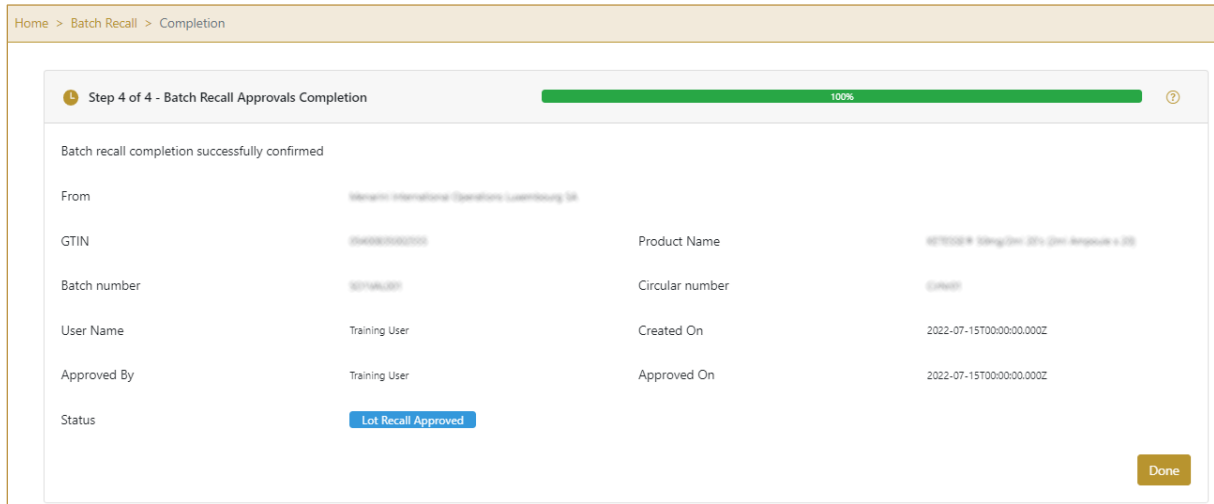 Home > Batch Recall > Completion
Step 4 of 4 - Batch Recall Approvals Completion 100%
Batch recall completion successfully confirmed
From
GTIN Product Name
Batch number Circular number
User Name Training User Created On 2022-07-15T00:00:00.000Z
Approved By Training User Approved On 2022-07-15T00:00:00.000Z
Status Lot Recall Approved
Done